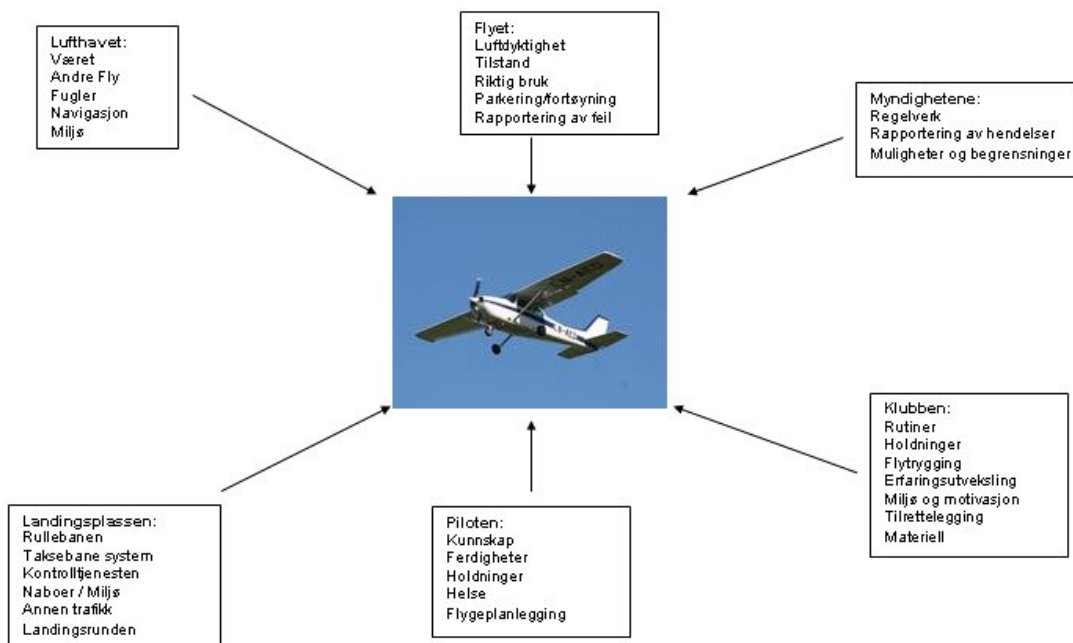 Lufthavet:
Været
Andre Fly
Fugler
Navigasjon
Miljø
Flyet:
Luftdyktighet
Tilstand
Riktig bruk
Parkering/fortøyning
Rapportering av feil
Myndighetene:
Regelverk
Rapportering av hendelser
Muligheter og begrensninger
LN-AED
Landingsplassen:
Rullebanen
Taksebane system
Kontrolltjenesten
Naboer / Miljø
Annen trafikk
Landingsrunden
Piloten:
Kunnskap
Ferdigheter
Holdninger
Helse
Flygeplanlegging
Klubben:
Rutiner
Holdninger
Flytrygging
Erfaringsutveksling
Miljø og motivasjon
Tilrettelegging
Materiell